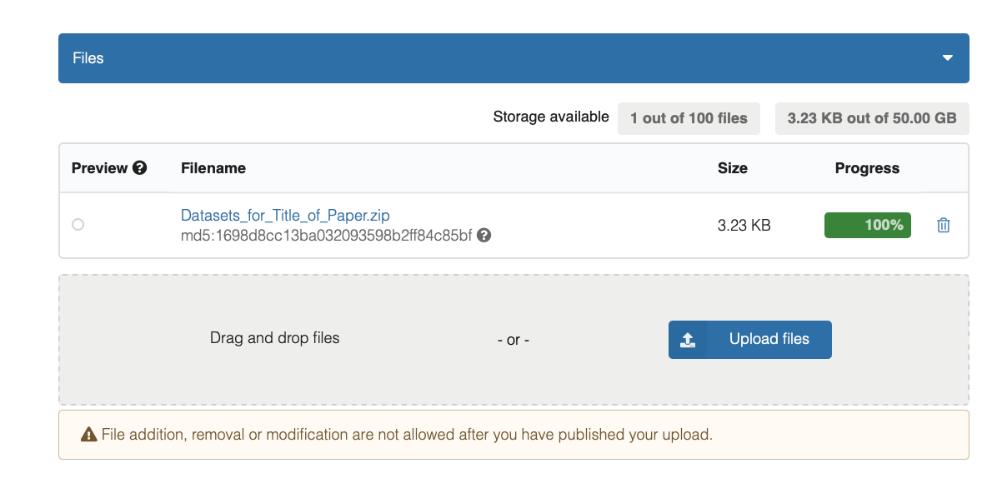 Files
Storage available 1 out of 100 files 3.23 KB out of 50.00 GB
Preview Filename Size Progress
Datasets_for_Title_of_Paper.zip 3.23 KB 100%
md5:1698d8cc13ba032093598b2ff84c85bf
Drag and drop files - or - Upload files
File addition, removal or modification are not allowed after you have published your upload.